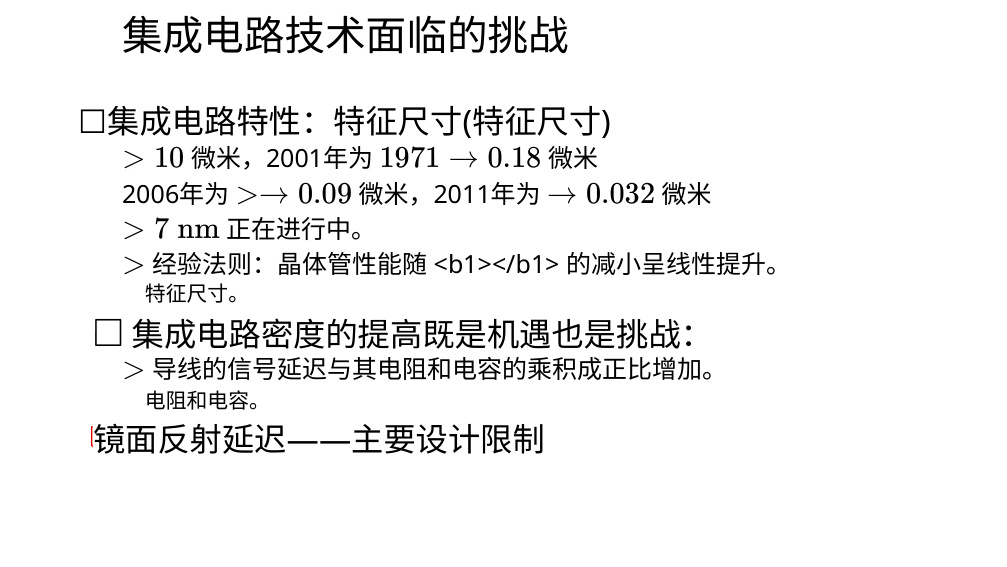 集成电路技术面临的挑战
☐集成电路特性：特征尺寸(特征尺寸)
> 10 微米，2001年为 1971 → 0.18 微米
2006年为 >→ 0.09 微米，2011年为 → 0.032 微米
> 7 nm 正在进行中。
> 经验法则：晶体管性能随 <b1></b1> 的减小呈线性提升。
特征尺寸。
☐ 集成电路密度的提高既是机遇也是挑战：
> 导线的信号延迟与其电阻和电容的乘积成正比增加。
电阻和电容。
镜面反射延迟——主要设计限制